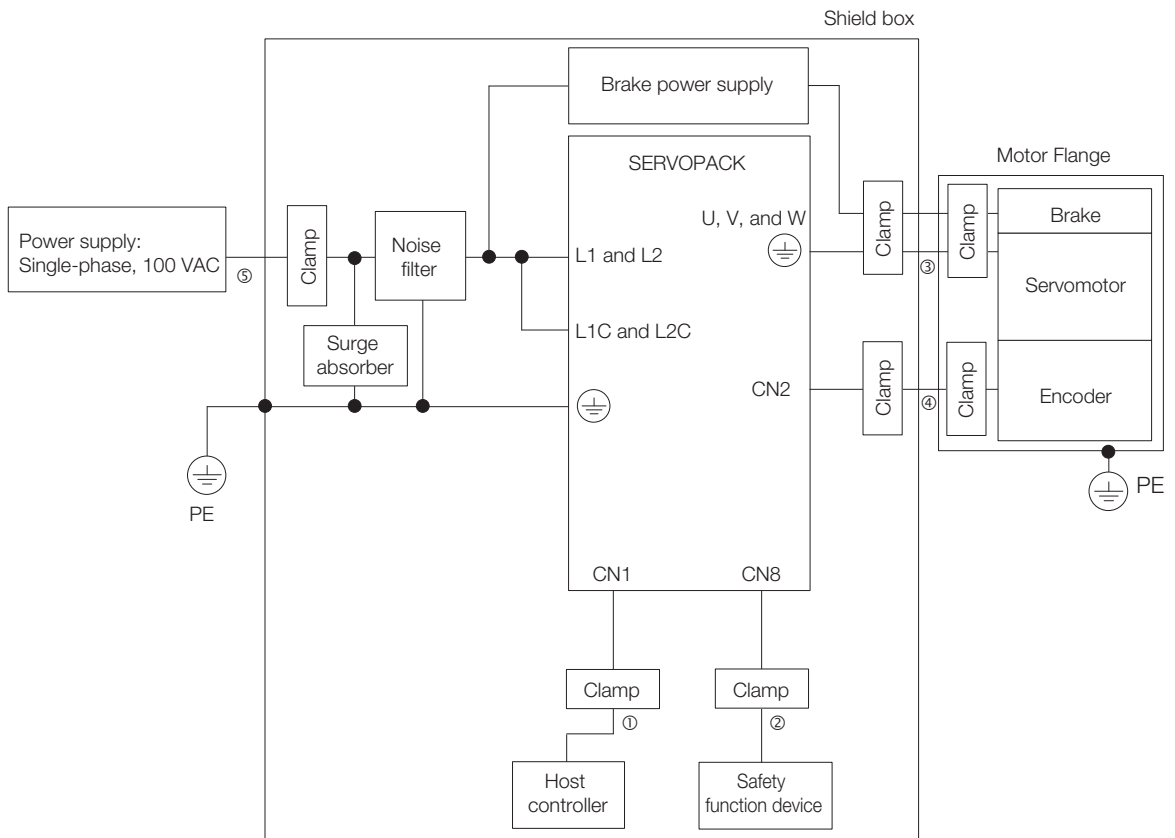 Shield box
Brake power supply
SERVOPACK
Motor Flange
Power supply:
Single-phase, 100 VAC
⑤
Clamp
Noise
filter
L1 and L2
U, V, and W
Clamp
③
Clamp
Brake
Servomotor
Surge
absorber
L1C and L2C
CN2
Clamp
④
Clamp
Encoder
PE
PE
CN1
CN8
Clamp
Clamp
①
②
Host
controller
Safety
function device